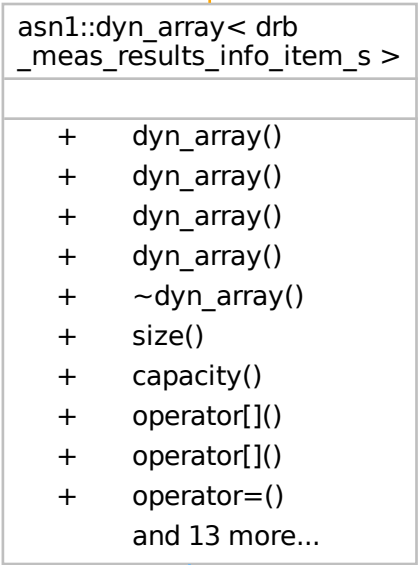 asn1::dyn_array< drb
_meas_results_info_item_s >
+ dyn_array()
+ dyn_array()
+ dyn_array()
+ dyn_array()
+ ~dyn_array()
+ size()
+ capacity()
+ operator[]()
+ operator[]()
+ operator=()
and 13 more...